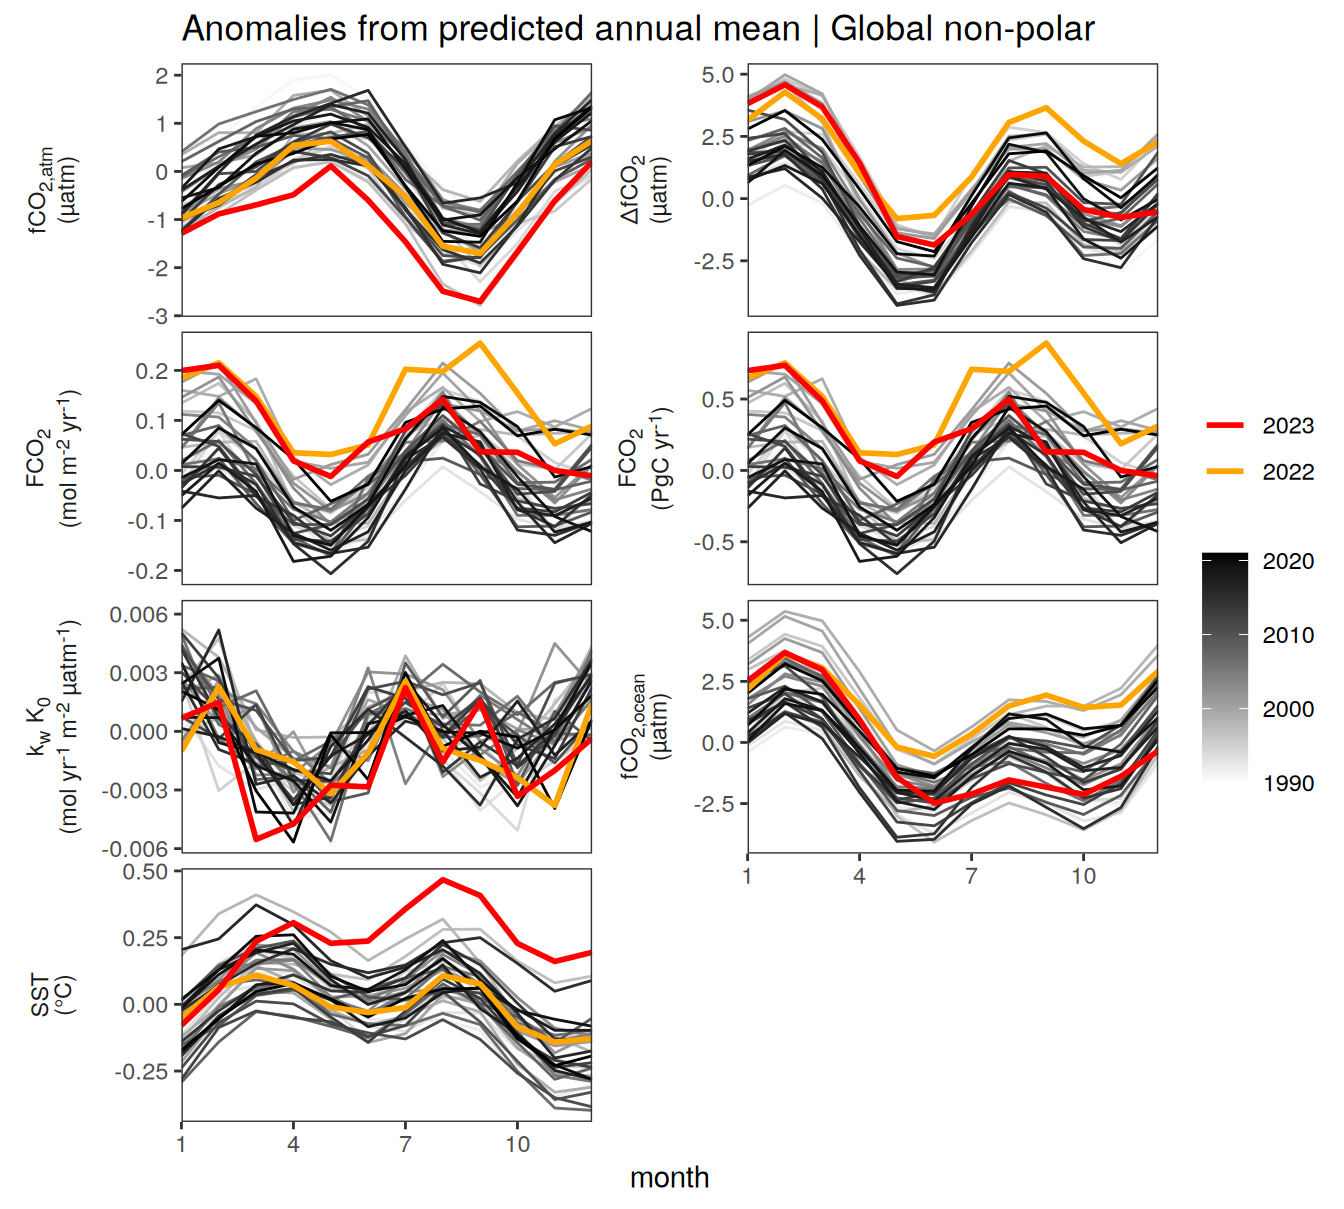 Anomalies from predicted annual mean | Global non-polar
fCO2,atm
(µatm)
2
1
0
-1
-2
-3
ΔfCO2
(µatm)
5.0
2.5
0.0
-2.5
FCO2
(mol m-2 yr-1)
0.2
0.1
0.0
-0.1
-0.2
FCO2
(PgC yr-1)
0.5
0.0
-0.5
kw K0
(mol yr-1 m-2 µatm-1)
0.006
0.003
0.000
-0.003
-0.006
fCO2,ocean
(µatm)
5.0
2.5
0.0
-2.5
1 4 7 10
SST
(°C)
0.50
0.25
0.00
-0.25
1 4 7 10
month
2023
2022
2020
2010
2000
1990